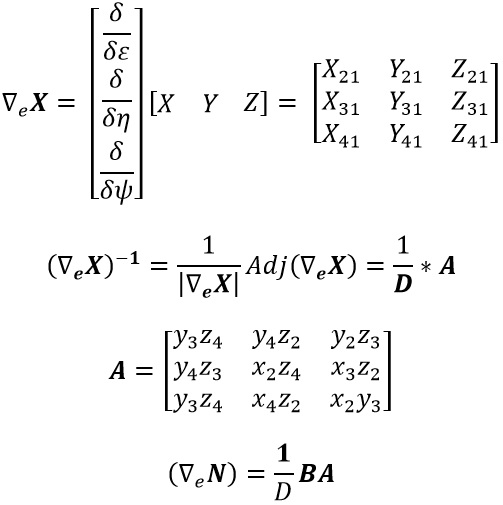 ∇ₑX = [δ/δε δ/δη δ/δψ] [X Y Z] = [X₂₁ Y₂₁ Z₂₁
X₃₁ Y₃₁ Z₃₁
X₄₁ Y₄₁ Z₄₁]
(∇ₑX)⁻¹ = 1/|∇ₑX| Adj(∇ₑX) = 1/D * A
A = [y₃z₄ y₄z₂ y₂z₃
y₄z₃ x₂z₄ x₃z₂
y₃z₄ x₄z₂ x₂y₃]
(∇ₑN) = 1/D BA